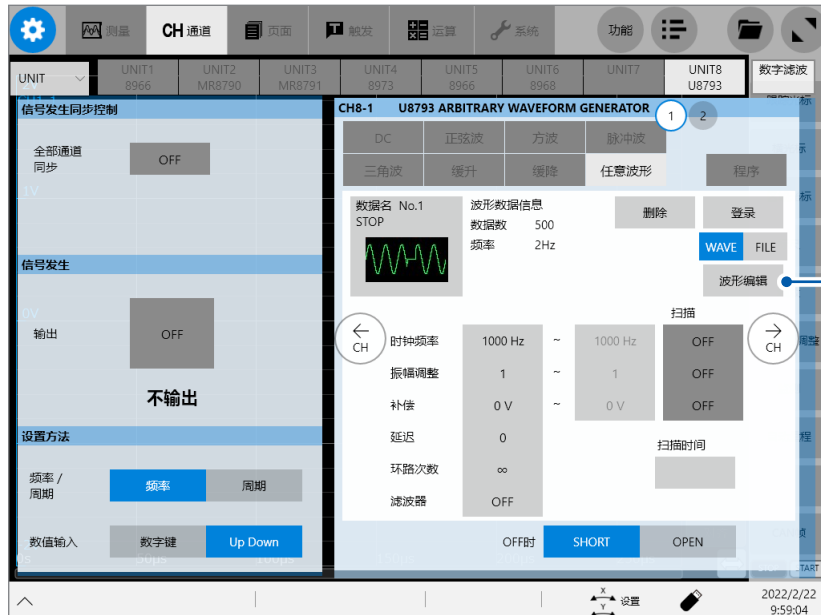 测量
CH 通道
页面
触发
运算
系统
功能
UNIT
UNIT1
8966
UNIT2
MR8790
UNIT3
MR8791
UNIT4
8973
UNIT5
8966
UNIT6
8968
UNIT7
UNIT8
U8793
数字滤波
信号发生同步控制
全部通道
同步
OFF
1V
信号发生
0V
输出
OFF
不输出
设置方法
频率 /
周期
频率
周期
数值输入
数字键
Up Down
CH8-1 U8793 ARBITRARY WAVEFORM GENERATOR
1
2
DC
正弦波
方波
脉冲波
三角波
缓升
缓降
任意波形
程序
数据名 No.1
STOP
波形数据信息
数据数 500
频率 2Hz
删除
登录
WAVE
FILE
波形编辑
扫描
← CH
→ CH
时钟频率 1000 Hz ~ 1000 Hz OFF
振幅调整 1 ~ 1 OFF
补偿 0 V ~ 0 V OFF
延迟 0
扫描时间
环路次数 ∞
滤波器 OFF
OFF时
SHORT
OPEN
X
Y
设置
2022/2/22
9:59:04